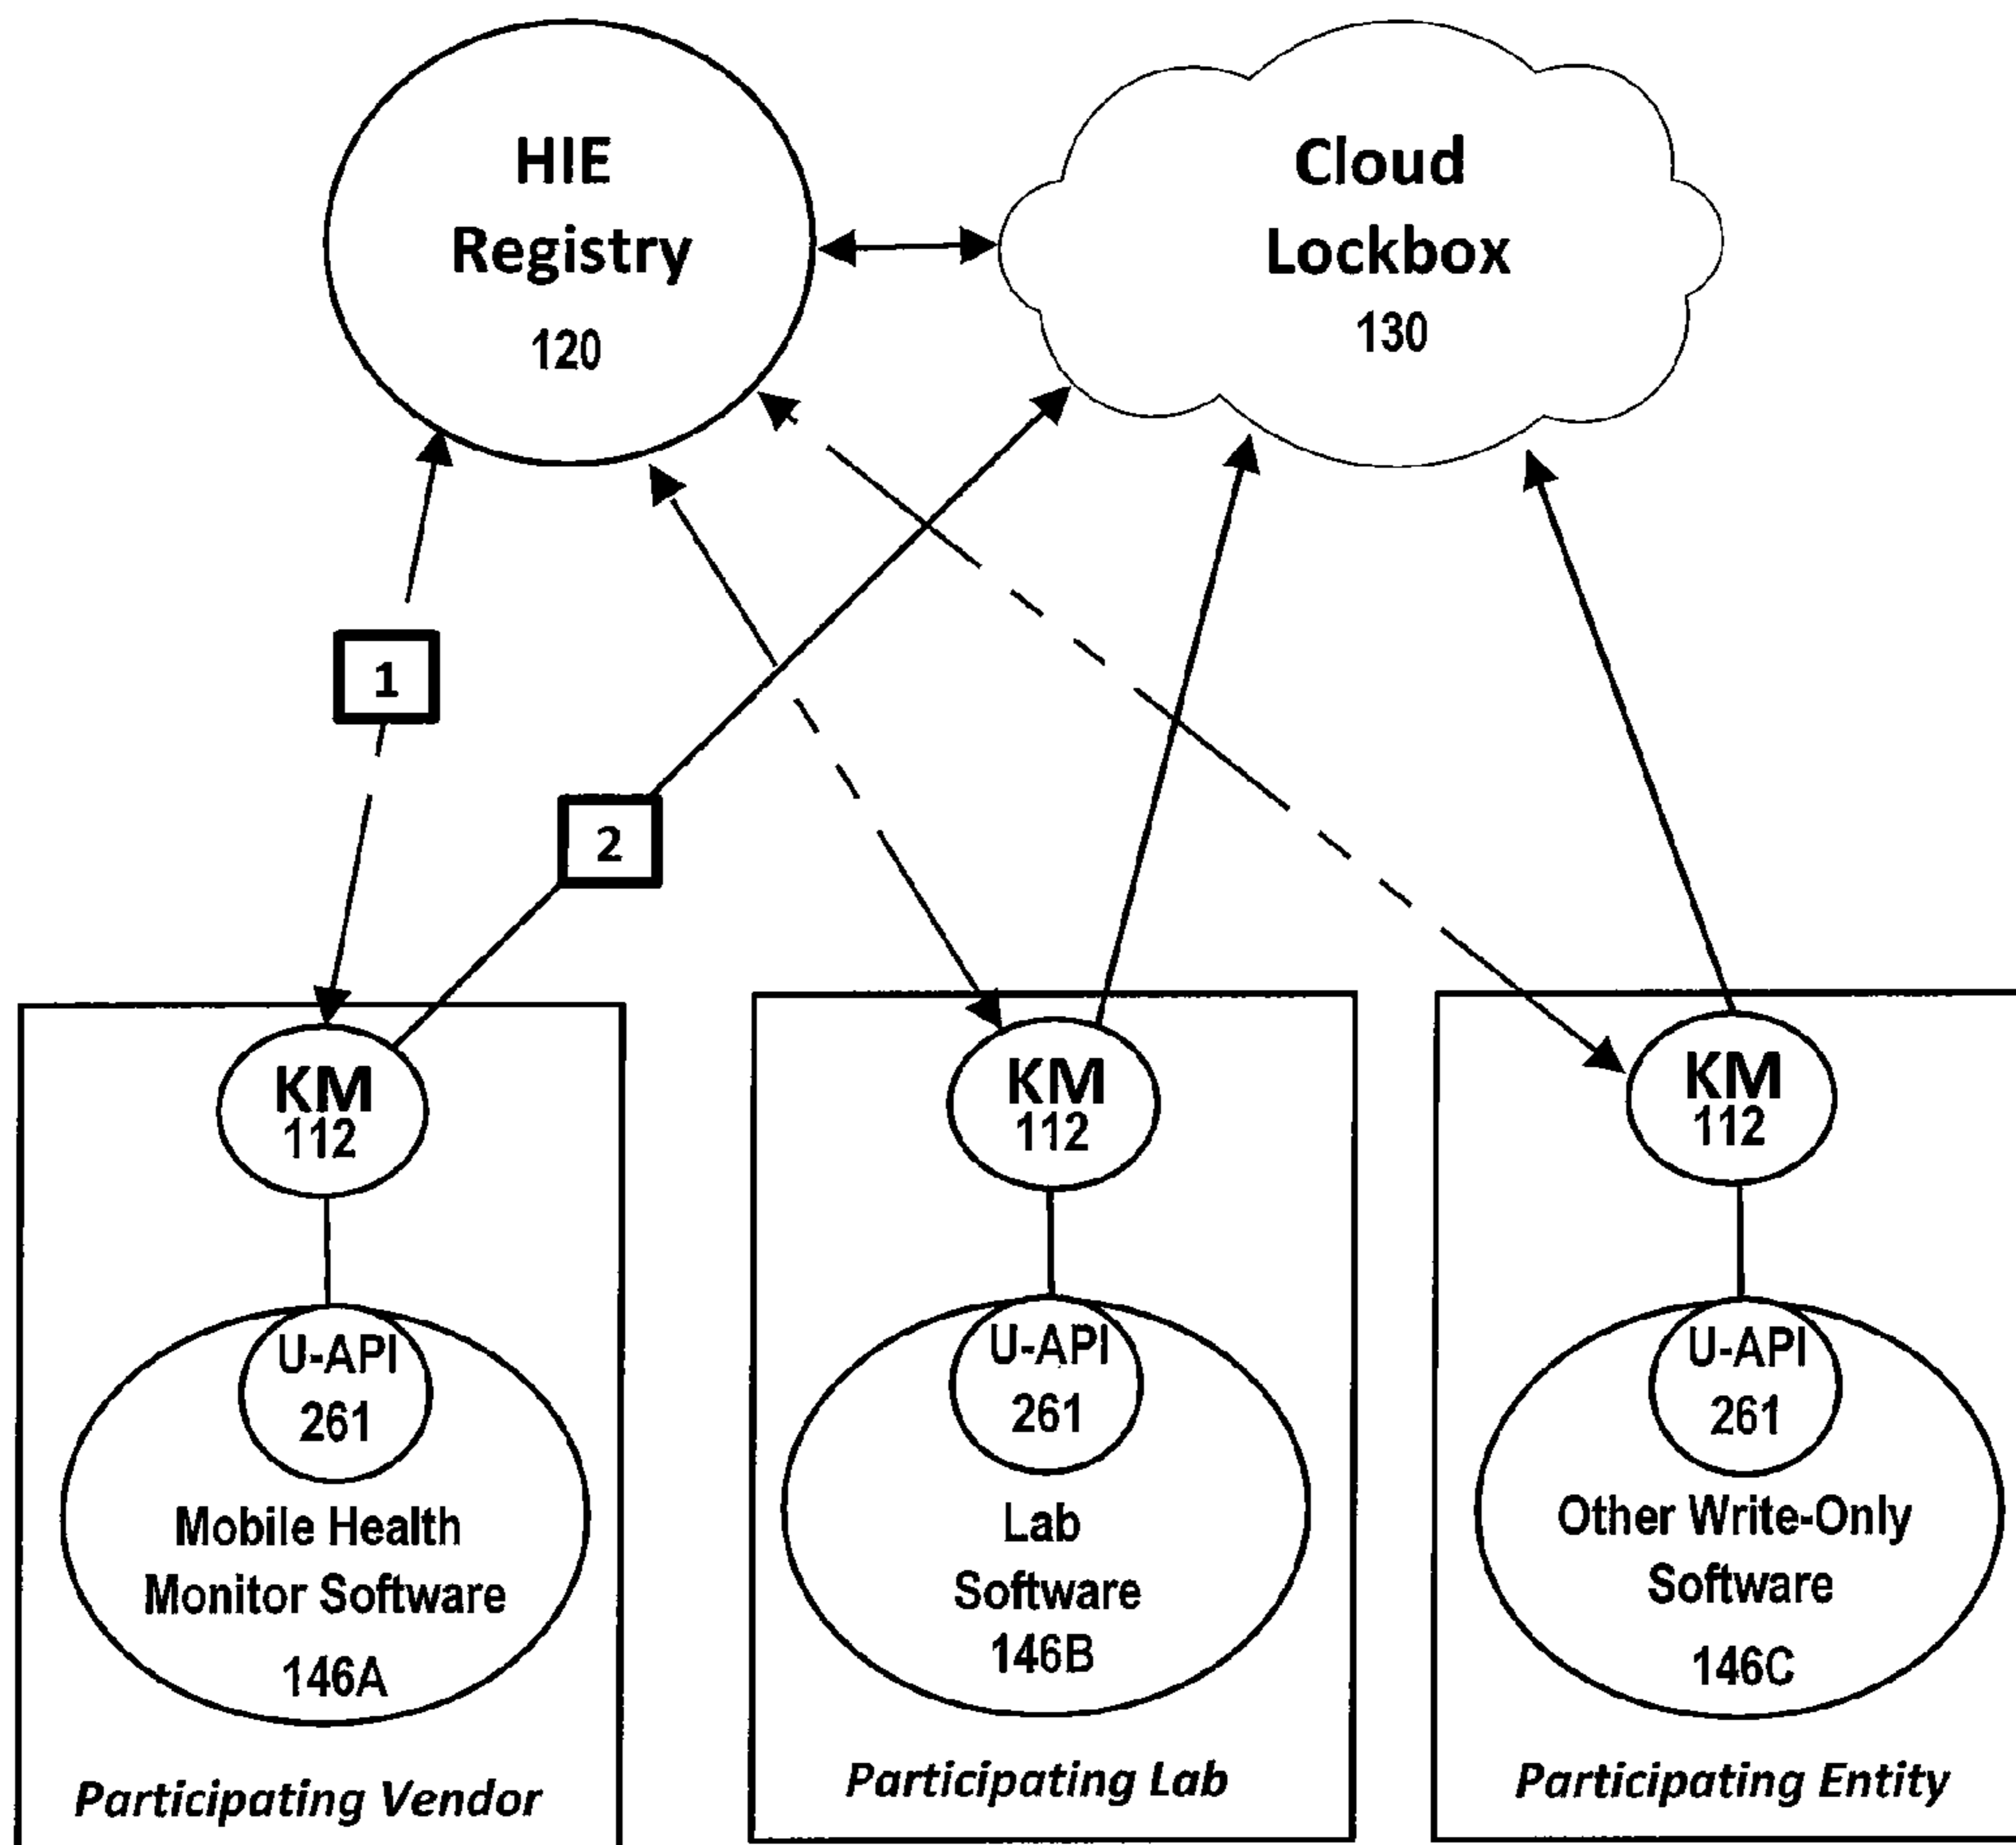 HIE
Registry
120
Cloud
Lockbox
130
1
2
KM
112
U-API
261
Mobile Health
Monitor Software
146A
Participating Vendor
KM
112
U-API
261
Lab
Software
146B
Participating Lab
KM
112
U-API
261
Other Write-Only
Software
146C
Participating Entity